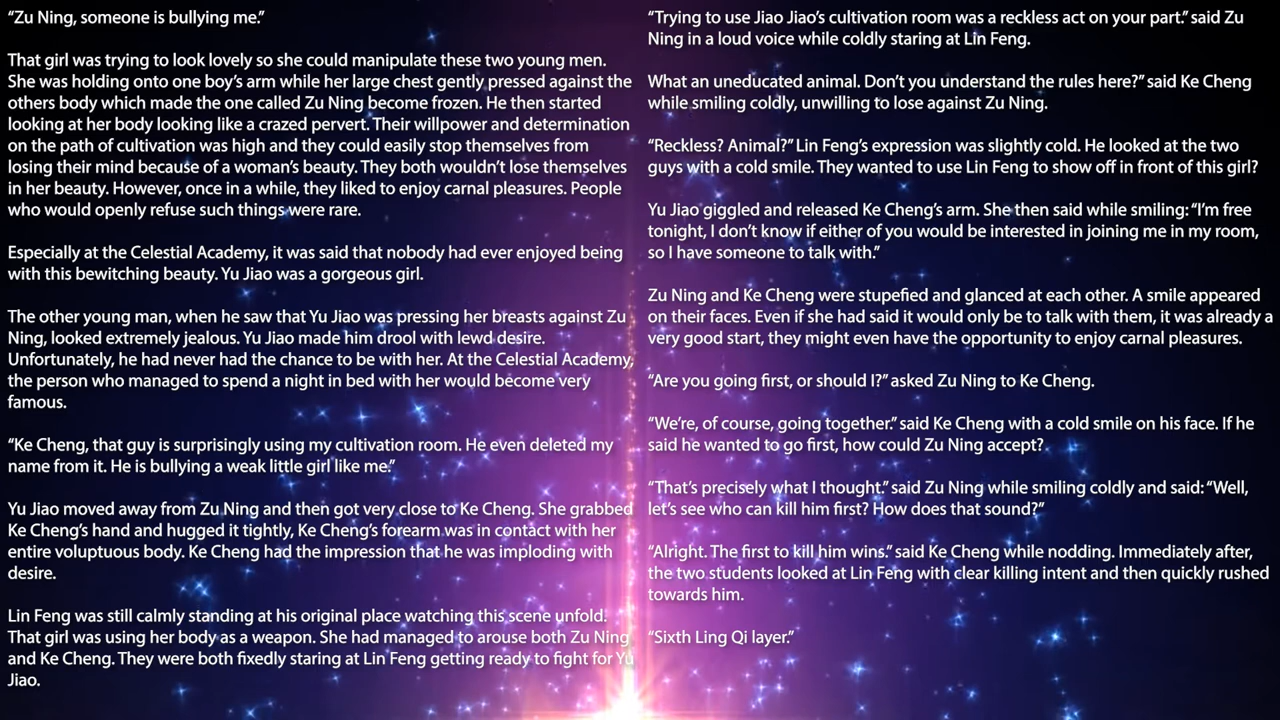 “Zu Ning, someone is bullying me.”
That girl was trying to look lovely so she could manipulate these two young men.
She was holding onto one boy’s arm while her large chest gently pressed against the
others body which made the one called Zu Ning become frozen. He then started
looking at her body looking like a crazed pervert. Their willpower and determination
on the path of cultivation was high and they could easily stop themselves from
losing their mind because of a woman’s beauty. They both wouldn’t lose themselves
in her beauty. However, once in a while, they liked to enjoy carnal pleasures. People
who would openly refuse such things were rare.
Especially at the Celestial Academy, it was said that nobody had ever enjoyed being
with this bewitching beauty. Yu Jiao was a gorgeous girl.
The other young man, when he saw that Yu Jiao was pressing her breasts against Zu
Ning, looked extremely jealous. Yu Jiao made him drool with lewd desire.
Unfortunately, he had never had the chance to be with her. At the Celestial Academy,
the person who managed to spend a night in bed with her would become very
famous.
“Ke Cheng, that guy is surprisingly using my cultivation room. He even deleted my
name from it. He is bullying a weak little girl like me.”
Yu Jiao moved away from Zu Ning and then got very close to Ke Cheng. She grabbed
Ke Cheng’s hand and hugged it tightly, Ke Cheng’s forearm was in contact with her
entire voluptuous body. Ke Cheng had the impression that he was imploding with
desire.
Lin Feng was still calmly standing at his original place watching this scene unfold.
That girl was using her body as a weapon. She had managed to arouse both Zu Ning
and Ke Cheng. They were both fixedly staring at Lin Feng getting ready to fight for Yu
Jiao.
“Trying to use Jiao Jiao’s cultivation room was a reckless act on your part.” said Zu
Ning in a loud voice while coldly staring at Lin Feng.
What an uneducated animal. Don’t you understand the rules here?” said Ke Cheng
while smiling coldly, unwilling to lose against Zu Ning.
“Reckless? Animal?” Lin Feng’s expression was slightly cold. He looked at the two
guys with a cold smile. They wanted to use Lin Feng to show off in front of this girl?
Yu Jiao giggled and released Ke Cheng’s arm. She then said while smiling: “I’m free
tonight, I don’t know if either of you would be interested in joining me in my room,
so I have someone to talk with.”
Zu Ning and Ke Cheng were stupefied and glanced at each other. A smile appeared
on their faces. Even if she had said it would only be to talk with them, it was already a
very good start, they might even have the opportunity to enjoy carnal pleasures.
“Are you going first, or should I?” asked Zu Ning to Ke Cheng.
“We’re, of course, going together.” said Ke Cheng with a cold smile on his face. If he
said he wanted to go first, how could Zu Ning accept?
“That’s precisely what I thought.” said Zu Ning while smiling coldly and said: “Well,
let’s see who can kill him first? How does that sound?”
“Alright. The first to kill him wins.” said Ke Cheng while nodding. Immediately after,
the two students looked at Lin Feng with clear killing intent and then quickly rushed
towards him.
“Sixth Ling Qi layer.”